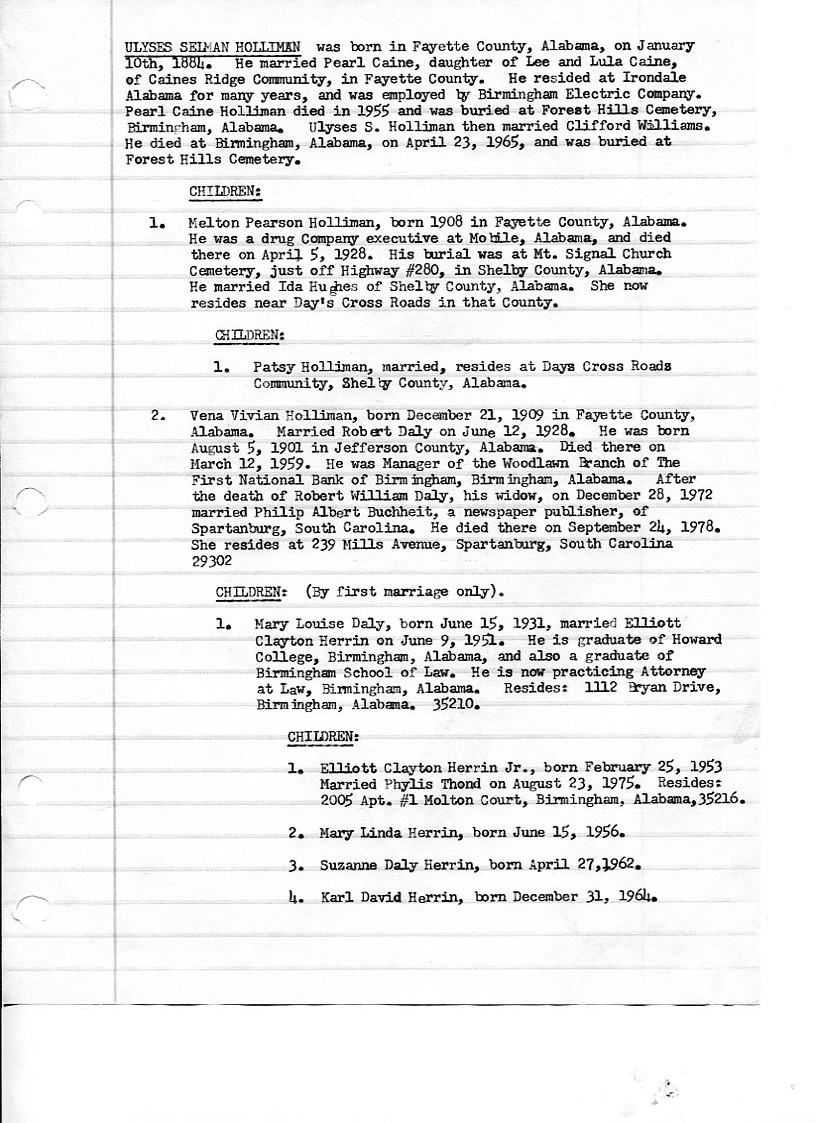 ULYSES SELMAN HOLLIMAN was born in Fayette County, Alabama, on January
10th, 1884. He married Pearl Caine, daughter of Lee and Lula Caine,
of Caines Ridge Community, in Fayette County. He resided at Irondale
Alabama for many years, and was employed by Birmingham Electric Company.
Pearl Caine Holliman died in 1955 and was buried at Forest Hills Cemetery,
Birmingham, Alabama. Ulyses S. Holliman then married Clifford Williams.
He died at Birmingham, Alabama, on April 23, 1965, and was buried at
Forest Hills Cemetery.
CHILDREN:
1. Melton Pearson Holliman, born 1908 in Fayette County, Alabama.
He was a drug Company executive at Mobile, Alabama, and died
there on April 5, 1928. His burial was at Mt. Signal Church
Cemetery, just off Highway #280, in Shelby County, Alabama.
He married Ida Hughes of Shelby County, Alabama. She now
resides near Day's Cross Roads in that County.
CHILDREN:
1. Patsy Holliman, married, resides at Days Cross Roads
Community, Shelby County, Alabama.
2. Vena Vivian Holliman, born December 21, 1909 in Fayette County,
Alabama. Married Robert Daly on June 12, 1928. He was born
August 5, 1901 in Jefferson County, Alabama. Died there on
March 12, 1959. He was Manager of the Woodlawn Branch of The
First National Bank of Birmingham, Birmingham, Alabama. After
the death of Robert William Daly, his widow, on December 28, 1972
married Philip Albert Buchheit, a newspaper publisher, of
Spartanburg, South Carolina. He died there on September 24, 1978.
She resides at 239 Mills Avenue, Spartanburg, South Carolina
29302
CHILDREN: (By first marriage only).
1. Mary Louise Daly, born June 15, 1931, married Elliott
Clayton Herrin on June 9, 1951. He is graduate of Howard
College, Birmingham, Alabama, and also a graduate of
Birmingham School of Law. He is now practicing Attorney
at Law, Birmingham, Alabama. Resides: 1112 Bryan Drive,
Birmingham, Alabama. 35210.
CHILDREN:
1. Elliott Clayton Herrin Jr., born February 25, 1953
Married Phylis Thond on August 23, 1975. Resides:
2005 Apt. #1 Molton Court, Birmingham, Alabama,35216.
2. Mary Linda Herrin, born June 15, 1956.
3. Suzanne Daly Herrin, born April 27,1962.
4. Karl David Herrin, born December 31, 1964.